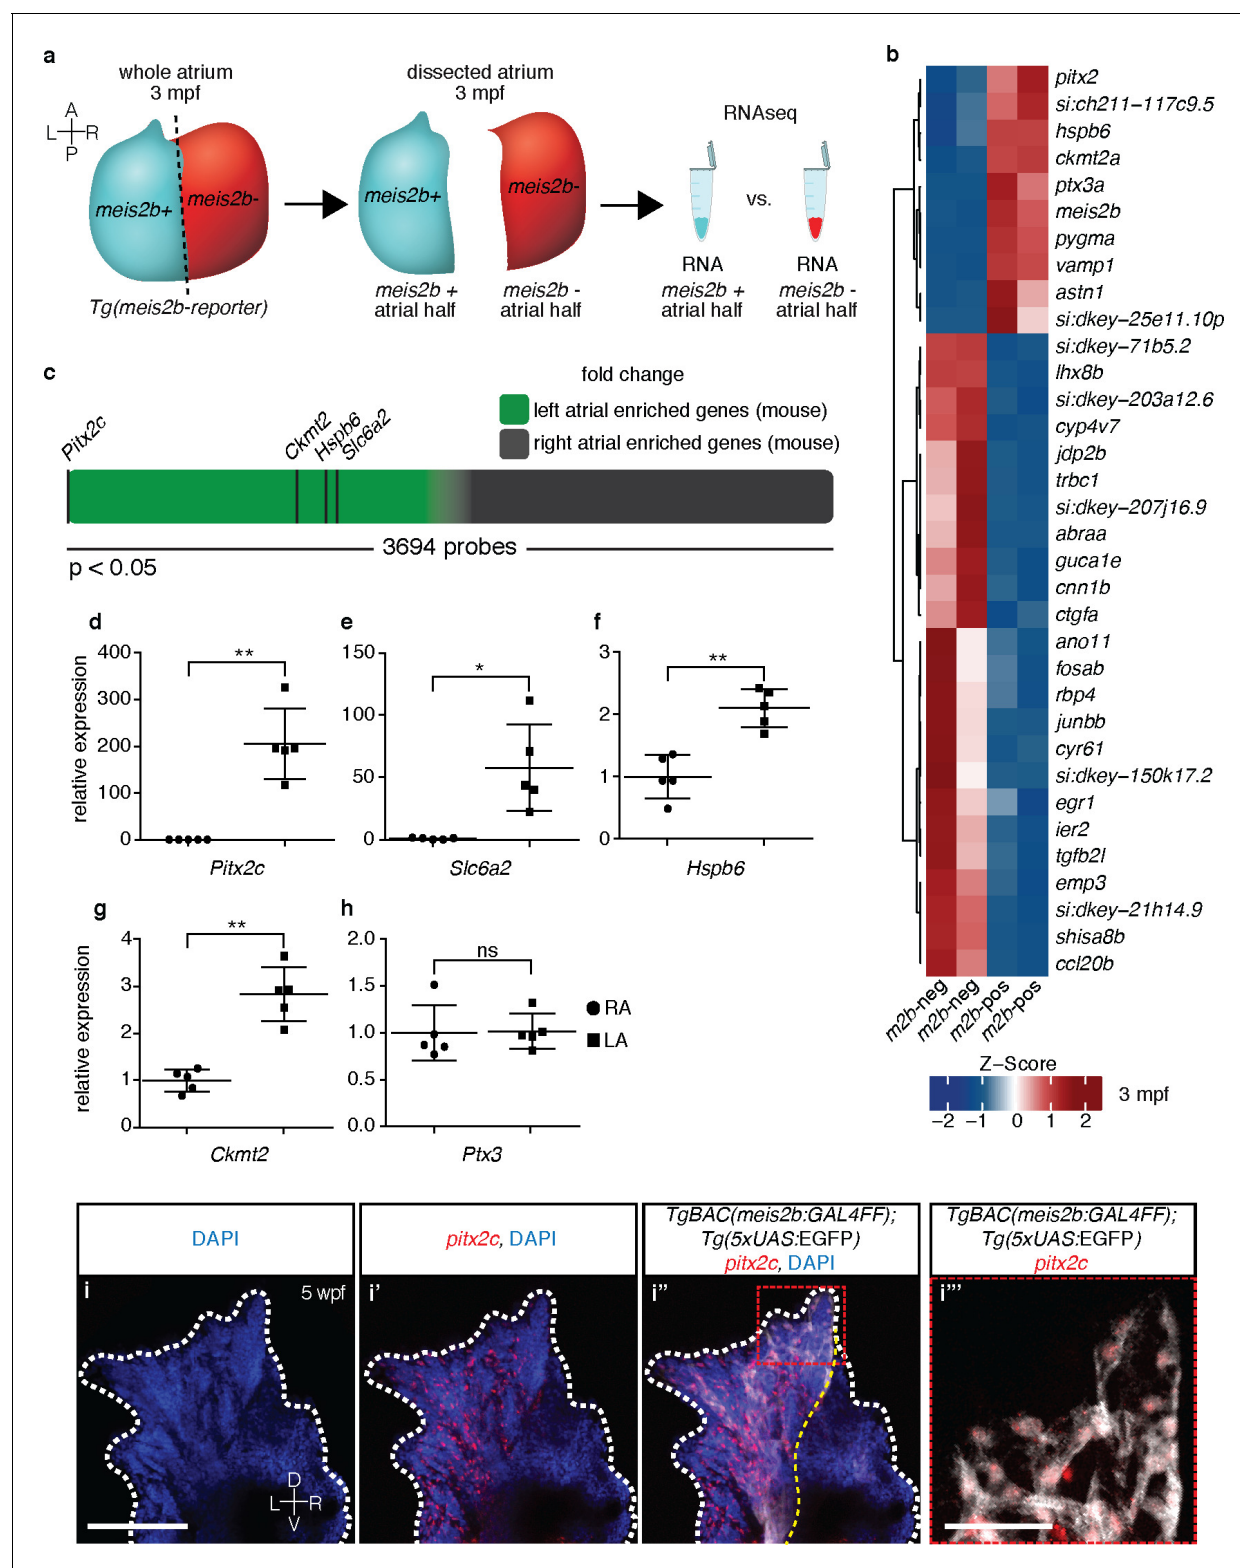 a
whole atrium
3 mpf
dissected atrium
3 mpf
A
L R
P
RNAseq
meis2b+
meis2b-
meis2b+
meis2b-
vs.
Tg(meis2b-reporter)
meis2b +
atrial half
meis2b -
atrial half
RNA
meis2b +
atrial half
RNA
meis2b -
atrial half
b
pitx2
si:ch211-117c9.5
hspb6
ckmt2a
ptx3a
meis2b
pygma
vamp1
astn1
si:dkey-25e11.10p
si:dkey-71b5.2
lhx8b
si:dkey-203a12.6
cyp4v7
jdp2b
trbc1
si:dkey-207j16.9
abraa
guca1e
cnn1b
ctgfa
ano11
fosab
rbp4
junbb
cyr61
si:dkey-150k17.2
egr1
ier2
tgfb2l
emp3
si:dkey-21h14.9
shisa8b
ccl20b
m2b-neg
m2b-neg
m2b-pos
m2b-pos
Z-Score
-2 -1 0 1 2
3 mpf
c
fold change
left atrial enriched genes (mouse)
right atrial enriched genes (mouse)
Pitx2c
Ckmt2
Hspb6
Slc6a2
3694 probes
p < 0.05
d
relative expression
400
300
200
100
0
**
Pitx2c
e
150
100
50
0
*
Slc6a2
f
3
2
1
0
**
Hspb6
g
relative expression
4
3
2
1
0
**
Ckmt2
h
2.0
1.5
1.0
0.5
0.0
ns
Ptx3
RA
LA
DAPI
i
5 wpf
D
L R
V
pitx2c, DAPI
i'
TgBAC(meis2b:GAL4FF);
Tg(5xUAS:EGFP)
pitx2c, DAPI
i''
TgBAC(meis2b:GAL4FF);
Tg(5xUAS:EGFP)
pitx2c
i'''